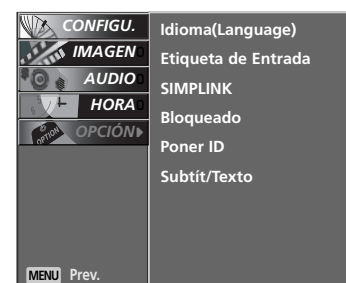 CONFIGU.
IMAGEN
AUDIO
HORA
OPCIÓN
Idioma(Language)
Etiqueta de Entrada
SIMPLINK
Bloqueado
Poner ID
Subtít/Texto
MENU Prev.